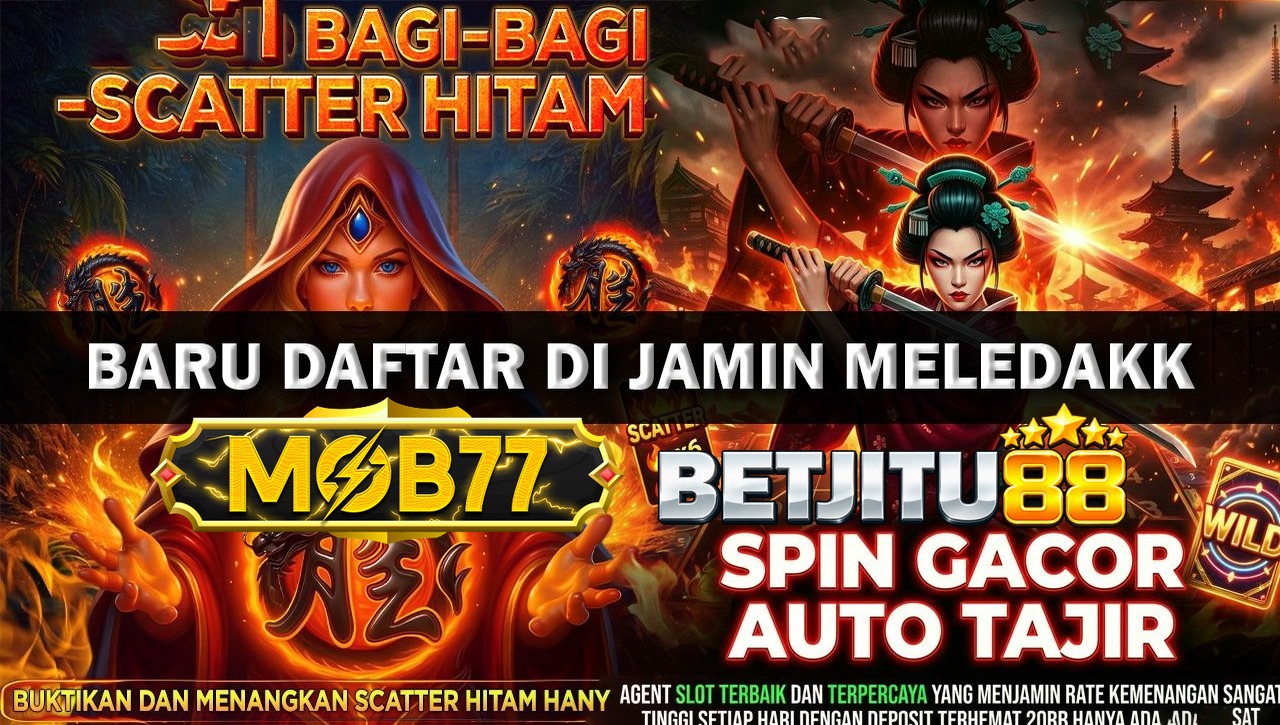 BAGI-BAGI
-SCATTER HITAM
BARU DAFTAR DI JAMIN MELEDAKK
MOB77
SCATTER
X6
BETJITU88
WILD
SPIN GACOR
AUTO TAJIR
BUKTIKAN DAN MENANGKAN SCATTER HITAM HANY
AGENT SLOT TERBAIK DAN TERPERCAYA YANG MENJAMIN RATE KEMENANGAN SANGAT
TINGGI SETIAP HARI DENGAN DEPOSIT TERHEMAT 20RB HANYA ADA
SAT